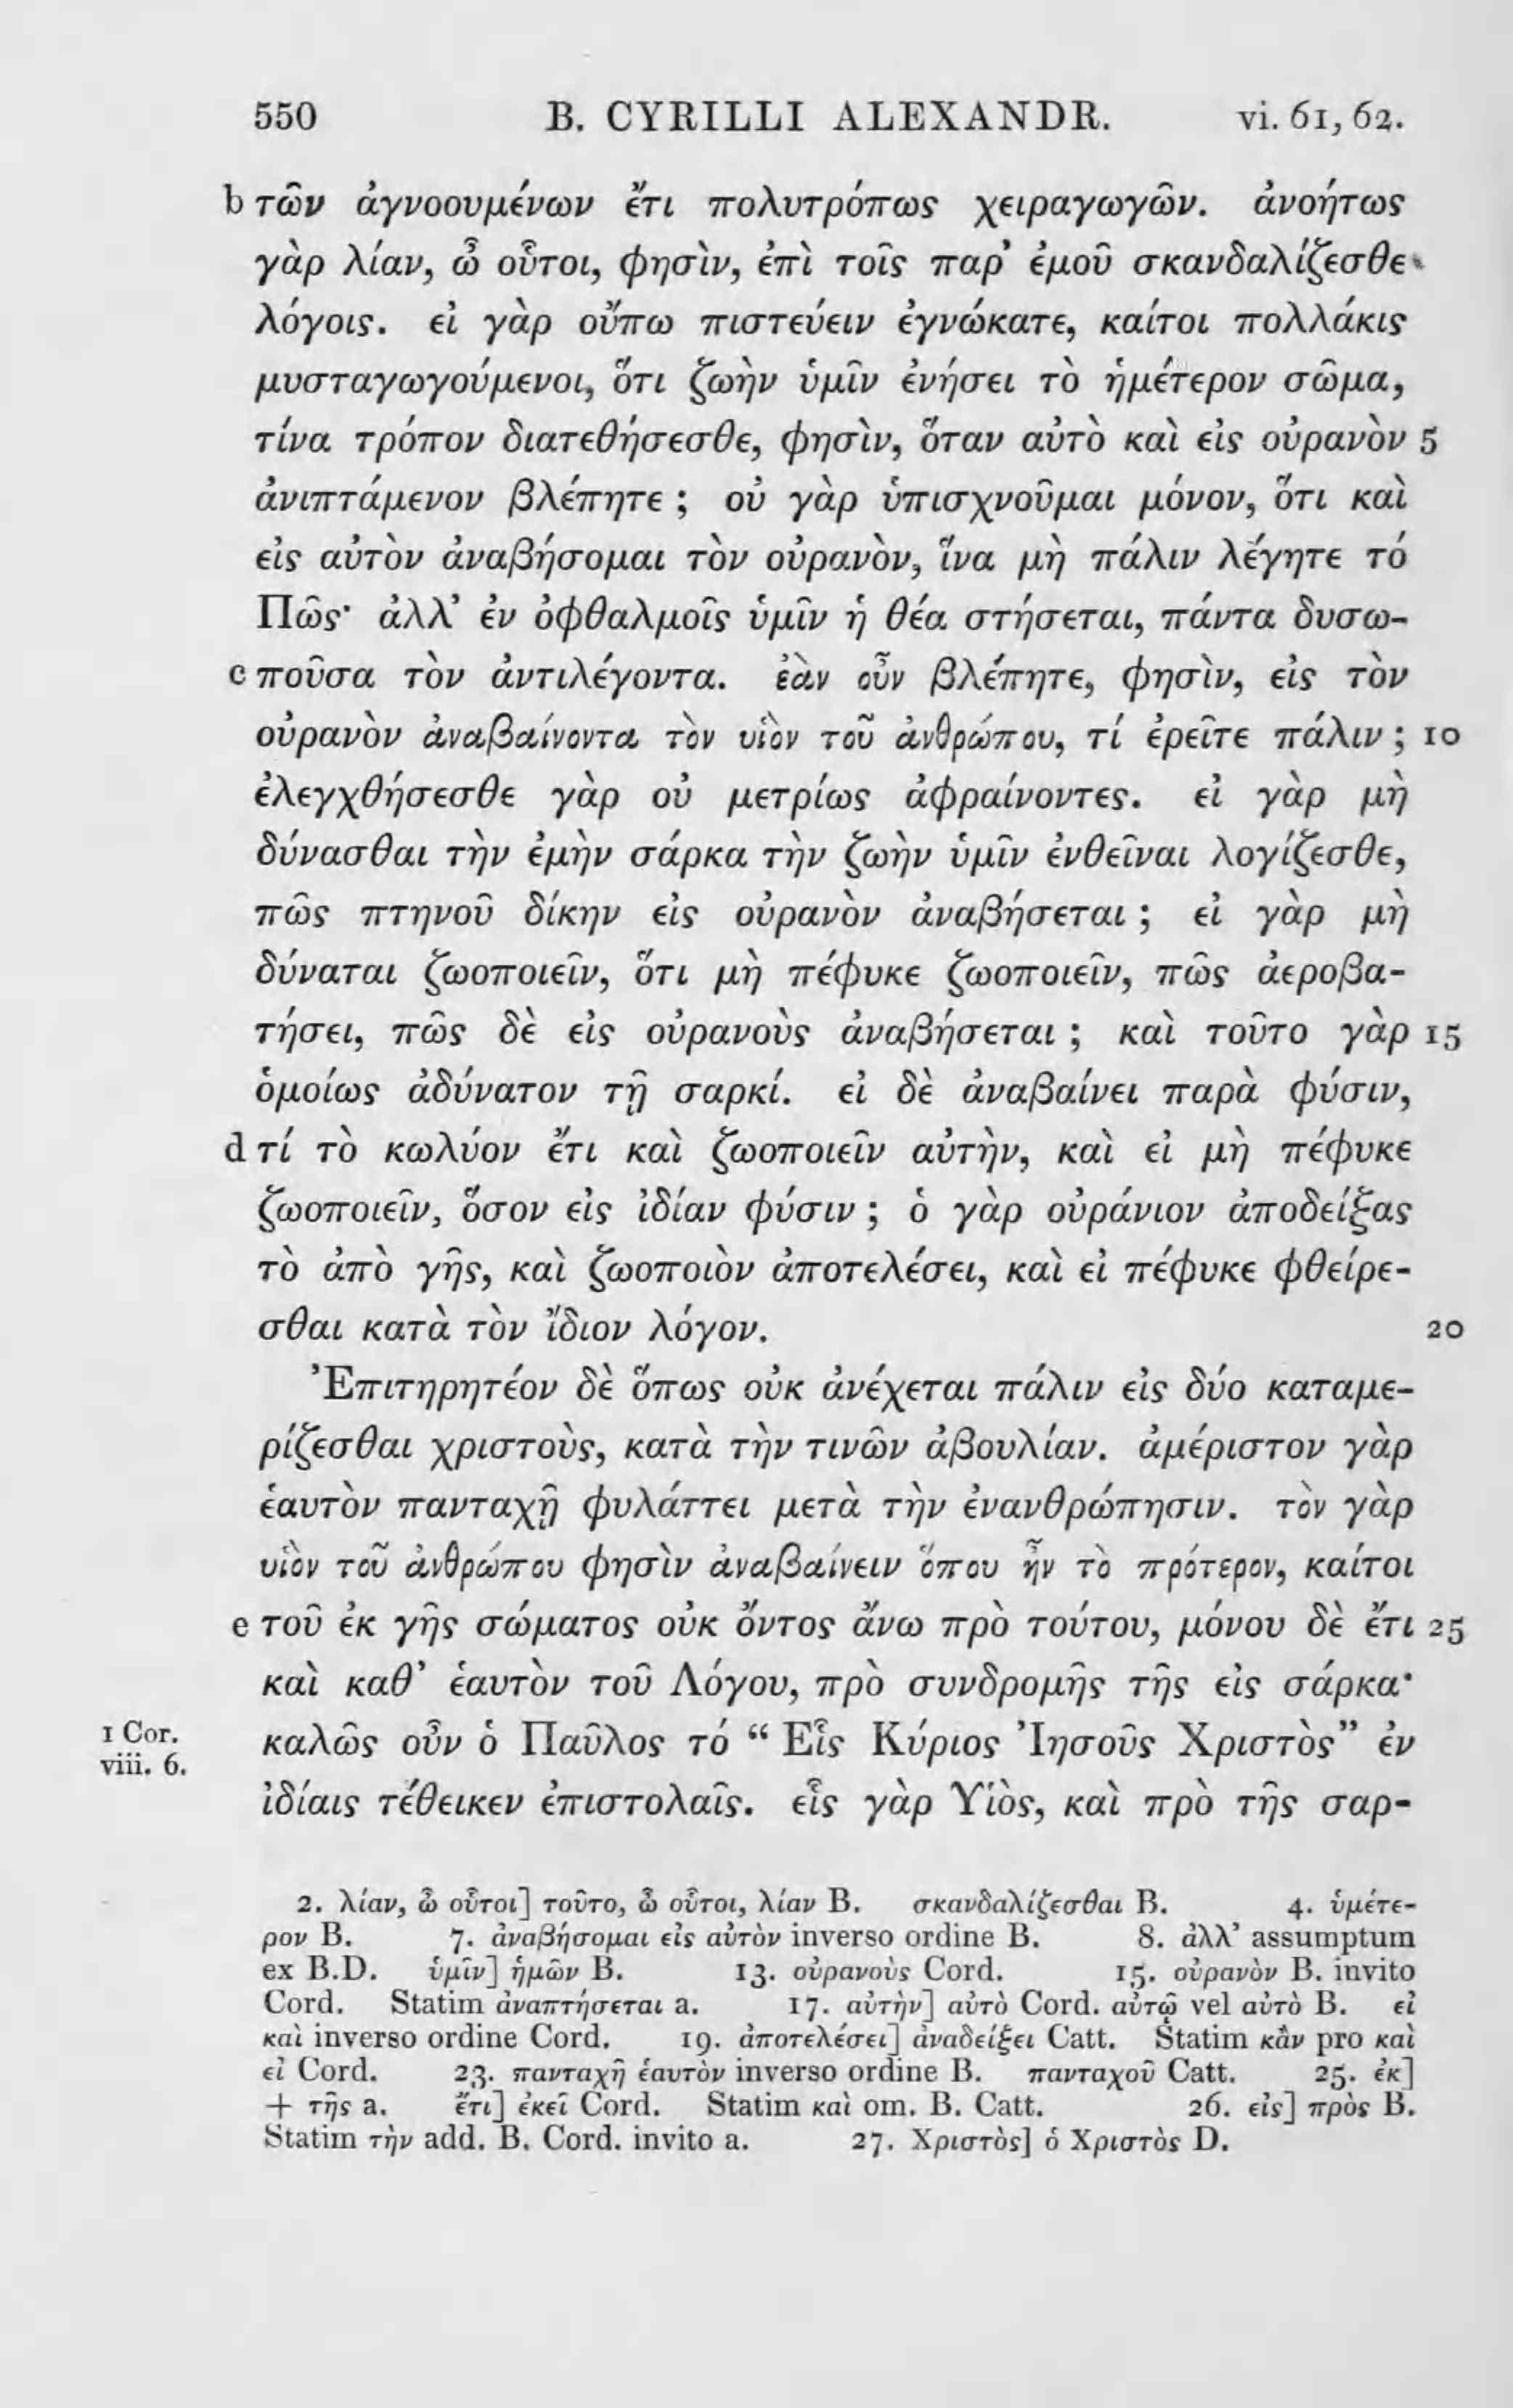 550 B. CYRILLI ALEXANDR. vi. 61, 62.
b τῶν ἀγνοουμένων ἔτι πολυτρόπως χειραγωγῶν. ἀνοήτως
γὰρ λίαν, ὦ οὗτοι, φησὶν, ἐπὶ τοῖς παρ’ ἐμοῦ σκανδαλίζεσθε
λόγοις. εἰ γὰρ οὔπω πιστεύειν ἐγνώκατε, καίτοι πολλάκις
μυσταγωγούμενοι, ὅτι ζωὴν ὑμῖν ἐνήσει τὸ ἡμέτερον σῶμα,
τίνα τρόπον διατεθήσεσθε, φησὶν, ὅταν αὐτὸ καὶ εἰς οὐρανὸν 5
ἀνιπτάμενον βλέπητε ; οὐ γὰρ ὑπισχνοῦμαι μόνον, ὅτι καὶ
εἰς αὐτὸν ἀναβήσομαι τὸν οὐρανὸν, ἵνα μὴ πάλιν λέγητε τό
Πῶς· ἀλλ’ ἐν ὀφθαλμοῖς ὑμῖν ἡ θέα στήσεται, πάντα δυσω-
c ποῦσα τὸν ἀντιλέγοντα. ἐὰν οὖν βλέπητε, φησὶν, εἰς τὸν
οὐρανὸν ἀναβαίνοντα τὸν υἱὸν τοῦ ἀνθρώπου, τί ἐρεῖτε πάλιν ; 10
ἐλεγχθήσεσθε γὰρ οὐ μετρίως ἀφραίνοντες. εἰ γὰρ μὴ
δύνασθαι τὴν ἐμὴν σάρκα τὴν ζωὴν ὑμῖν ἐνθεῖναι λογίζεσθε,
πῶς πτηνοῦ δίκην εἰς οὐρανὸν ἀναβήσεται ; εἰ γὰρ μὴ
δύναται ζωοποιεῖν, ὅτι μὴ πέφυκε ζωοποιεῖν, πῶς ἀεροβα-
τήσει, πῶς δὲ εἰς οὐρανοὺς ἀναβήσεται ; καὶ τοῦτο γὰρ 15
ὁμοίως ἀδύνατον τῇ σαρκί. εἰ δὲ ἀναβαίνει παρὰ φύσιν,
d τί τὸ κωλύον ἔτι καὶ ζωοποιεῖν αὐτὴν, καὶ εἰ μὴ πέφυκε
ζωοποιεῖν, ὅσον εἰς ἰδίαν φύσιν ; ὁ γὰρ οὐράνιον ἀποδείξας
τὸ ἀπὸ γῆς, καὶ ζωοποιὸν ἀποτελέσει, καὶ εἰ πέφυκε φθείρε-
σθαι κατὰ τὸν ἴδιον λόγον. 20
Ἐπιτηρητέον δὲ ὅπως οὐκ ἀνέχεται πάλιν εἰς δύο καταμε-
ρίζεσθαι χριστοὺς, κατὰ τὴν τινῶν ἀβουλίαν. ἀμέριστον γὰρ
ἑαυτὸν πανταχῇ φυλάττει μετὰ τὴν ἐνανθρώπησιν. τὸν γὰρ
υἱὸν τοῦ ἀνθρώπου φησὶν ἀναβαίνειν ὅπου ἦν τὸ πρότερον, καίτοι
e τοῦ ἐκ γῆς σώματος οὐκ ὄντος ἄνω πρὸ τούτου, μόνου δὲ ἔτι 25
καὶ καθ’ ἑαυτὸν τοῦ Λόγου, πρὸ συνδρομῆς τῆς εἰς σάρκα·
1 Cor.
viii. 6.
καλῶς οὖν ὁ Παῦλος τό “ Εἷς Κύριος Ἰησοῦς Χριστὸς” ἐν
ἰδίαις τέθεικεν ἐπιστολαῖς. εἷς γὰρ Υἱὸς, καὶ πρὸ τῆς σαρ-
2. λίαν, ὦ οὗτοι] τοῦτο, ὦ οὗτοι, λίαν B. σκανδαλίζεσθαι B. 4. ὑμέτε-
ρον B. 7. ἀναβήσομαι εἰς αὐτὸν inverso ordine B. 8. ἀλλ’ assumptum
ex B.D. ὑμῖν] ἡμῶν B. 13. οὐρανοὺς Cord. 15. οὐρανὸν B. invito
Cord. Statim ἀναπτήσεται a. 17. αὐτὴν] αὐτὸ Cord. αὐτῷ vel αὐτὸ B. εἰ
καὶ inverso ordine Cord. 19. ἀποτελέσει] ἀναδείξει Catt. Statim κἂν pro καὶ
εἰ Cord. 23. πανταχῆ ἑαυτὸν inverso ordine B. πανταχοῦ Catt. 25. ἐκ]
+ τῆς a. ἔτι] ἐκεῖ Cord. Statim καὶ om. B. Catt. 26. εἰς] πρὸς B.
Statim τὴν add. B. Cord. invito a. 27. Χριστὸς] ὁ Χριστὸς D.